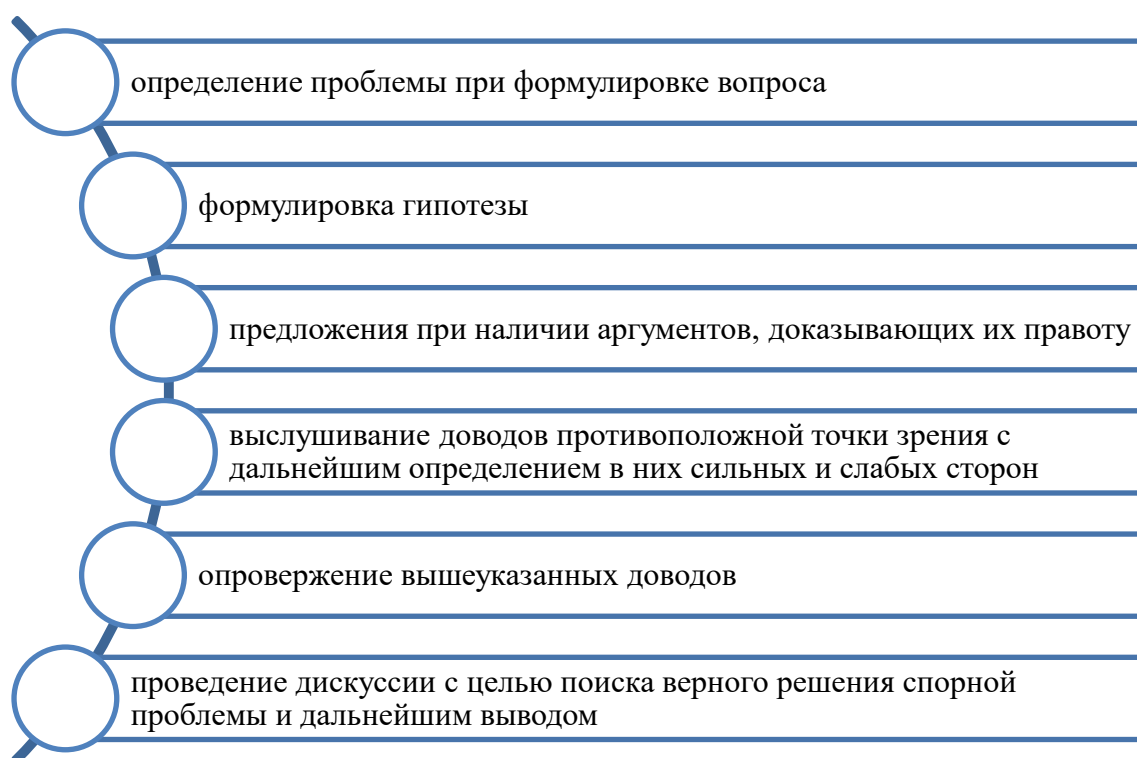 определение проблемы при формулировке вопроса
формулировка гипотезы
предложения при наличии аргументов, доказывающих их правоту
выслушивание доводов противоположной точки зрения с
дальнейшим определением в них сильных и слабых сторон
опровержение вышеуказанных доводов
проведение дискуссии с целью поиска верного решения спорной
проблемы и дальнейшим выводом